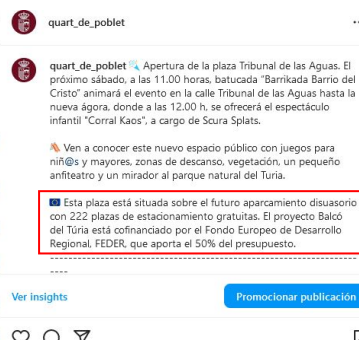 quart_de_poblet
quart_de_poblet Apertura de la plaza Tribunal de las Aguas. El
próximo sábado, a las 11.00 horas, batucada "Barrikada Barrio del
Cristo" animará el evento en la calle Tribunal de las Aguas hasta la
nueva ágora, donde a las 12.00 h. se ofrecerá el espectáculo
infantil "Corral Kaos", a cargo de Scura Splats.
Ven a conocer este nuevo espacio público con juegos para
niñ@s y mayores, zonas de descanso, vegetación, un pequeño
anfiteatro y un mirador al parque natural del Turia.
Esta plaza está situada sobre el futuro aparcamiento disuasorio
con 222 plazas de estacionamiento gratuitas. El proyecto Balcó
del Túria está cofinanciado por el Fondo Europeo de Desarrollo
Regional, FEDER, que aporta el 50% del presupuesto.
Ver insights
Promocionar publicación